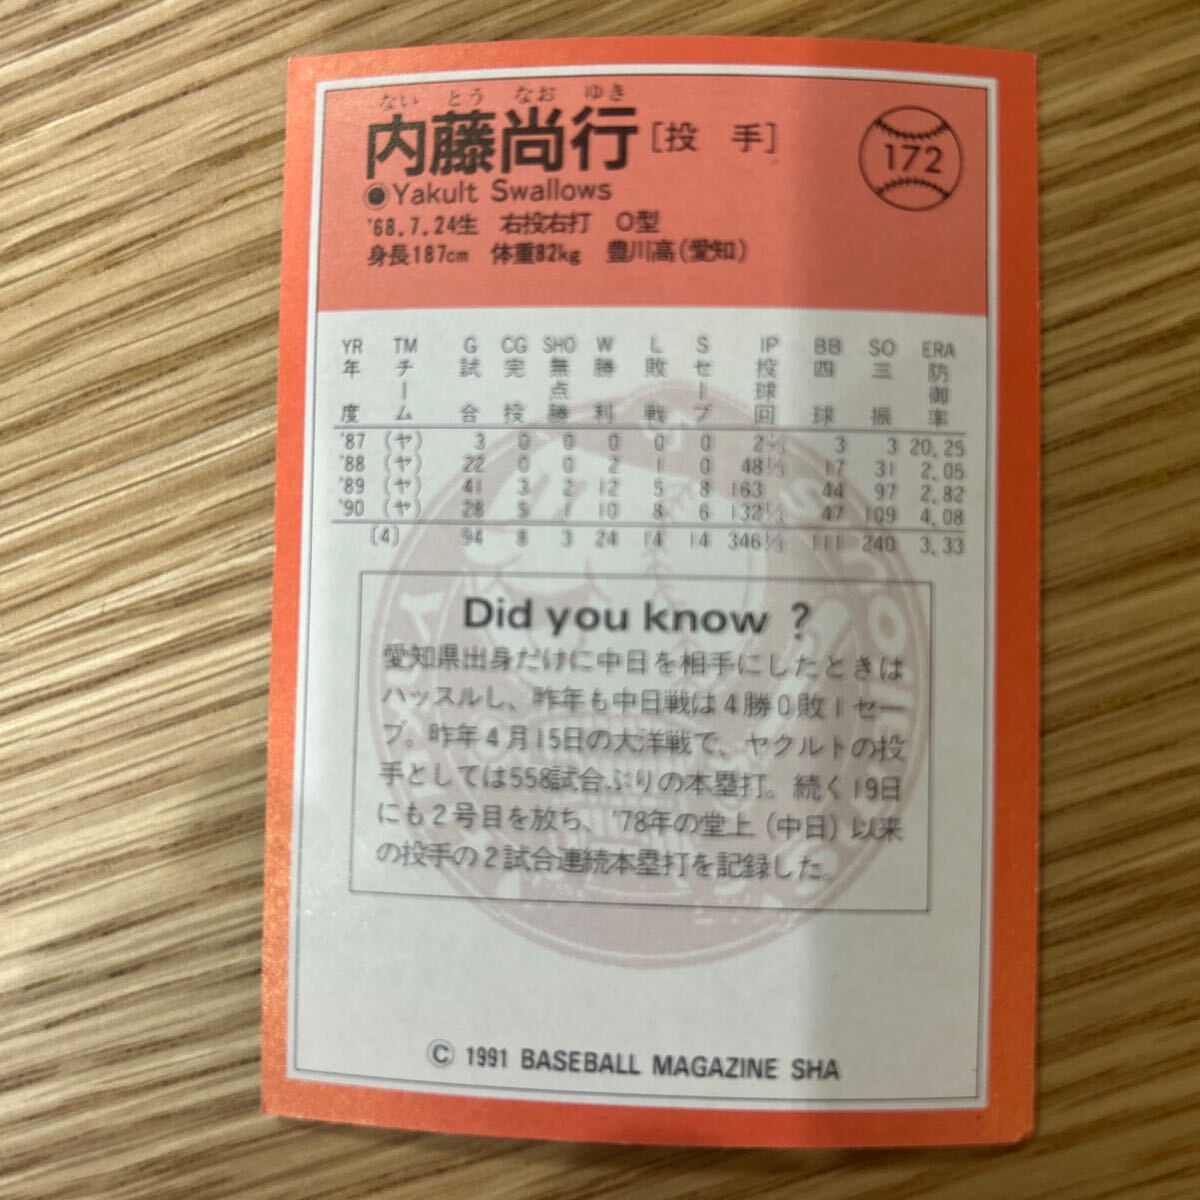 ない とう なお ゆき
内藤尚行 [投 手]
172
●Yakult Swallows
'68.7.24生 右投右打 O型
身長187cm 体重82kg 豊川高(愛知)
YR TM G CG SHO W L S IP BB SO ERA
年度 チーム 試合 完投 無点勝 勝利 敗戦 セーブ 投球回 四球 三振 防御率
'87 (ヤ) 3 0 0 0 0 0 2⅔ 3 3 20.25
'88 (ヤ) 22 0 0 2 1 0 48⅓ 17 31 2.05
'89 (ヤ) 41 3 2 12 5 8 163 44 97 2.82
'90 (ヤ) 28 5 1 10 8 6 132⅓ 47 109 4.08
[4] 94 8 3 24 14 14 346⅓ 111 240 3.33
Did you know ?
愛知県出身だけに中日を相手にしたときは
ハッスルし、昨年も中日戦は4勝0敗1セー
ブ。昨年4月15日の大洋戦で、ヤクルトの投
手としては558試合ぶりの本塁打。続く19日
にも2号目を放ち、'78年の堂上（中日）以来
の投手の2試合連続本塁打を記録した。
© 1991 BASEBALL MAGAZINE SHA